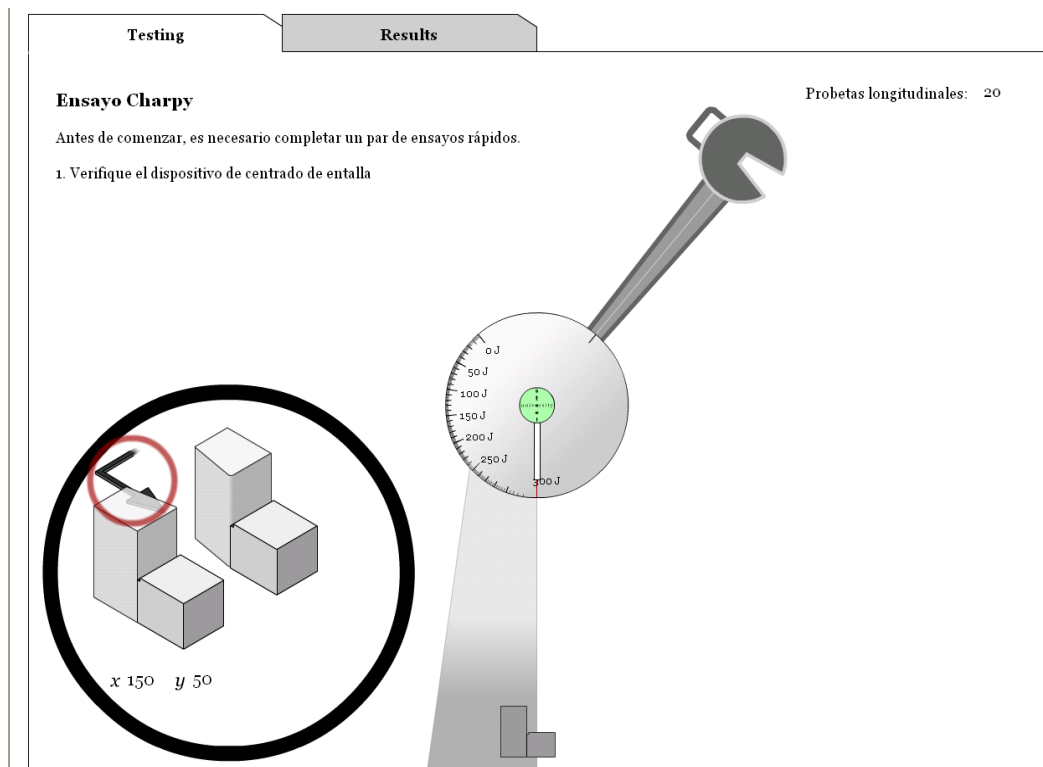 Testing
Results
Ensayo Charpy
Probetas longitudinales: 20
Antes de comenzar, es necesario completar un par de ensayos rápidos.
1. Verifique el dispositivo de centrado de entalla
0 J
50 J
100 J
150 J
200 J
250 J
300 J
university
x 150 y 50